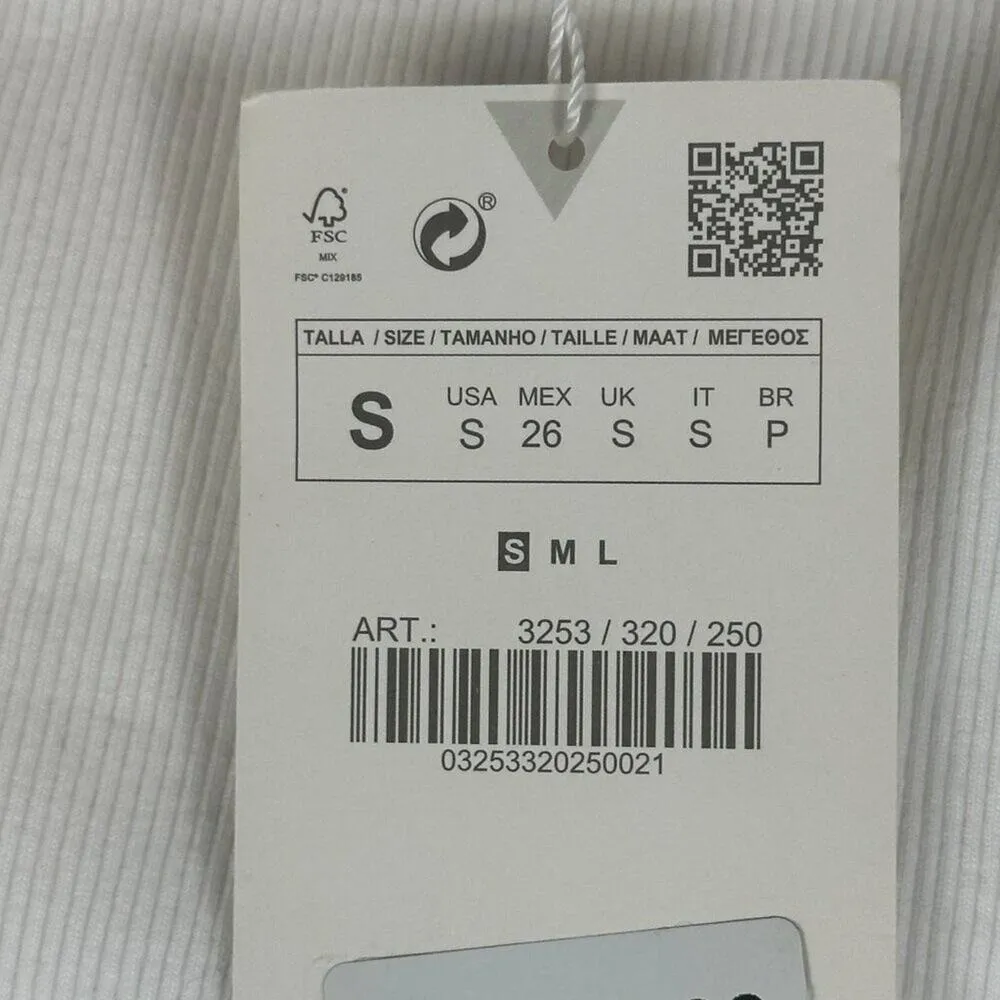 FSC
MIX
FSC® C129185
®
TALLA / SIZE / TAMANHO / TAILLE / MAAT / ΜΕΓΕΘΟΣ
S
USA MEX UK IT BR
S 26 S S P
S M L
ART.: 3253 / 320 / 250
03253320250021